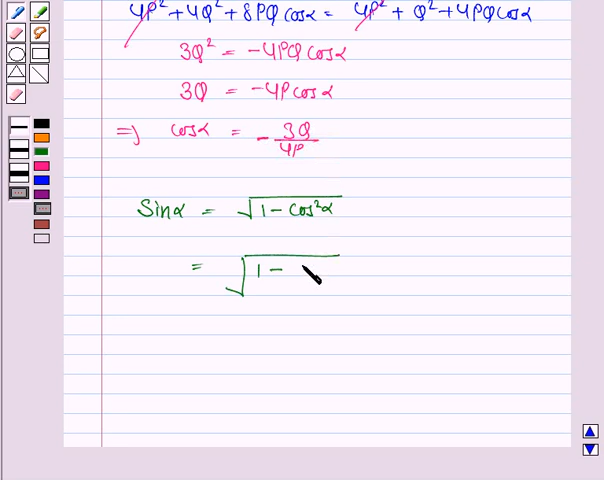 4P² + 4Q² + 8PQ cosα = 4P² + Q² + 4PQ cosα
3Q² = -4PQ cosα
3Q = -4P cosα
=> cosα = - 3Q/4P
Sinα = √(1 - cos²α)
= √(1 -